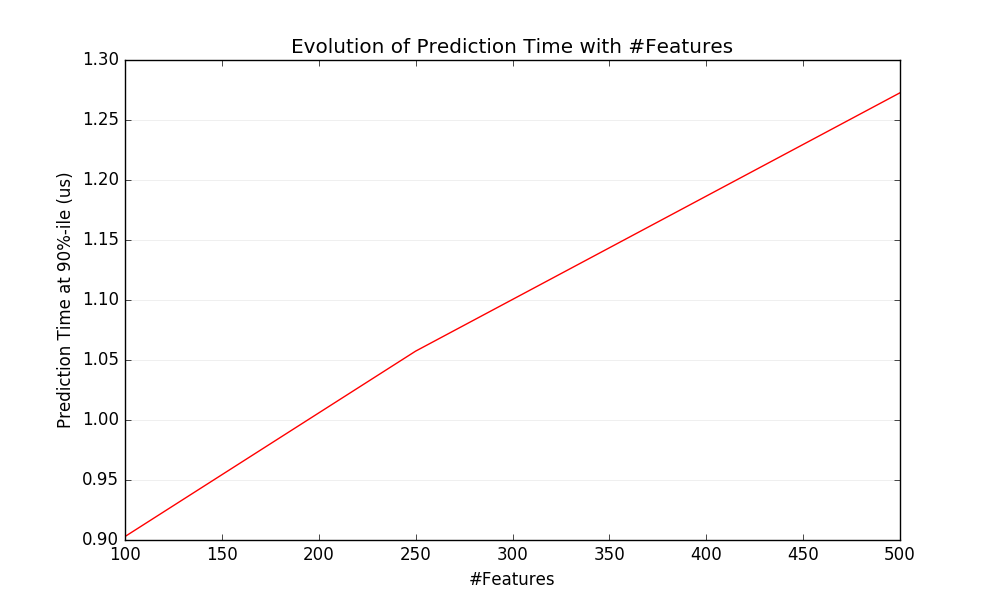 Evolution of Prediction Time with #Features
1.30
1.25
1.20
1.15
1.10
1.05
1.00
0.95
0.90
Prediction Time at 90%-ile (us)
100 150 200 250 300 350 400 450 500
#Features